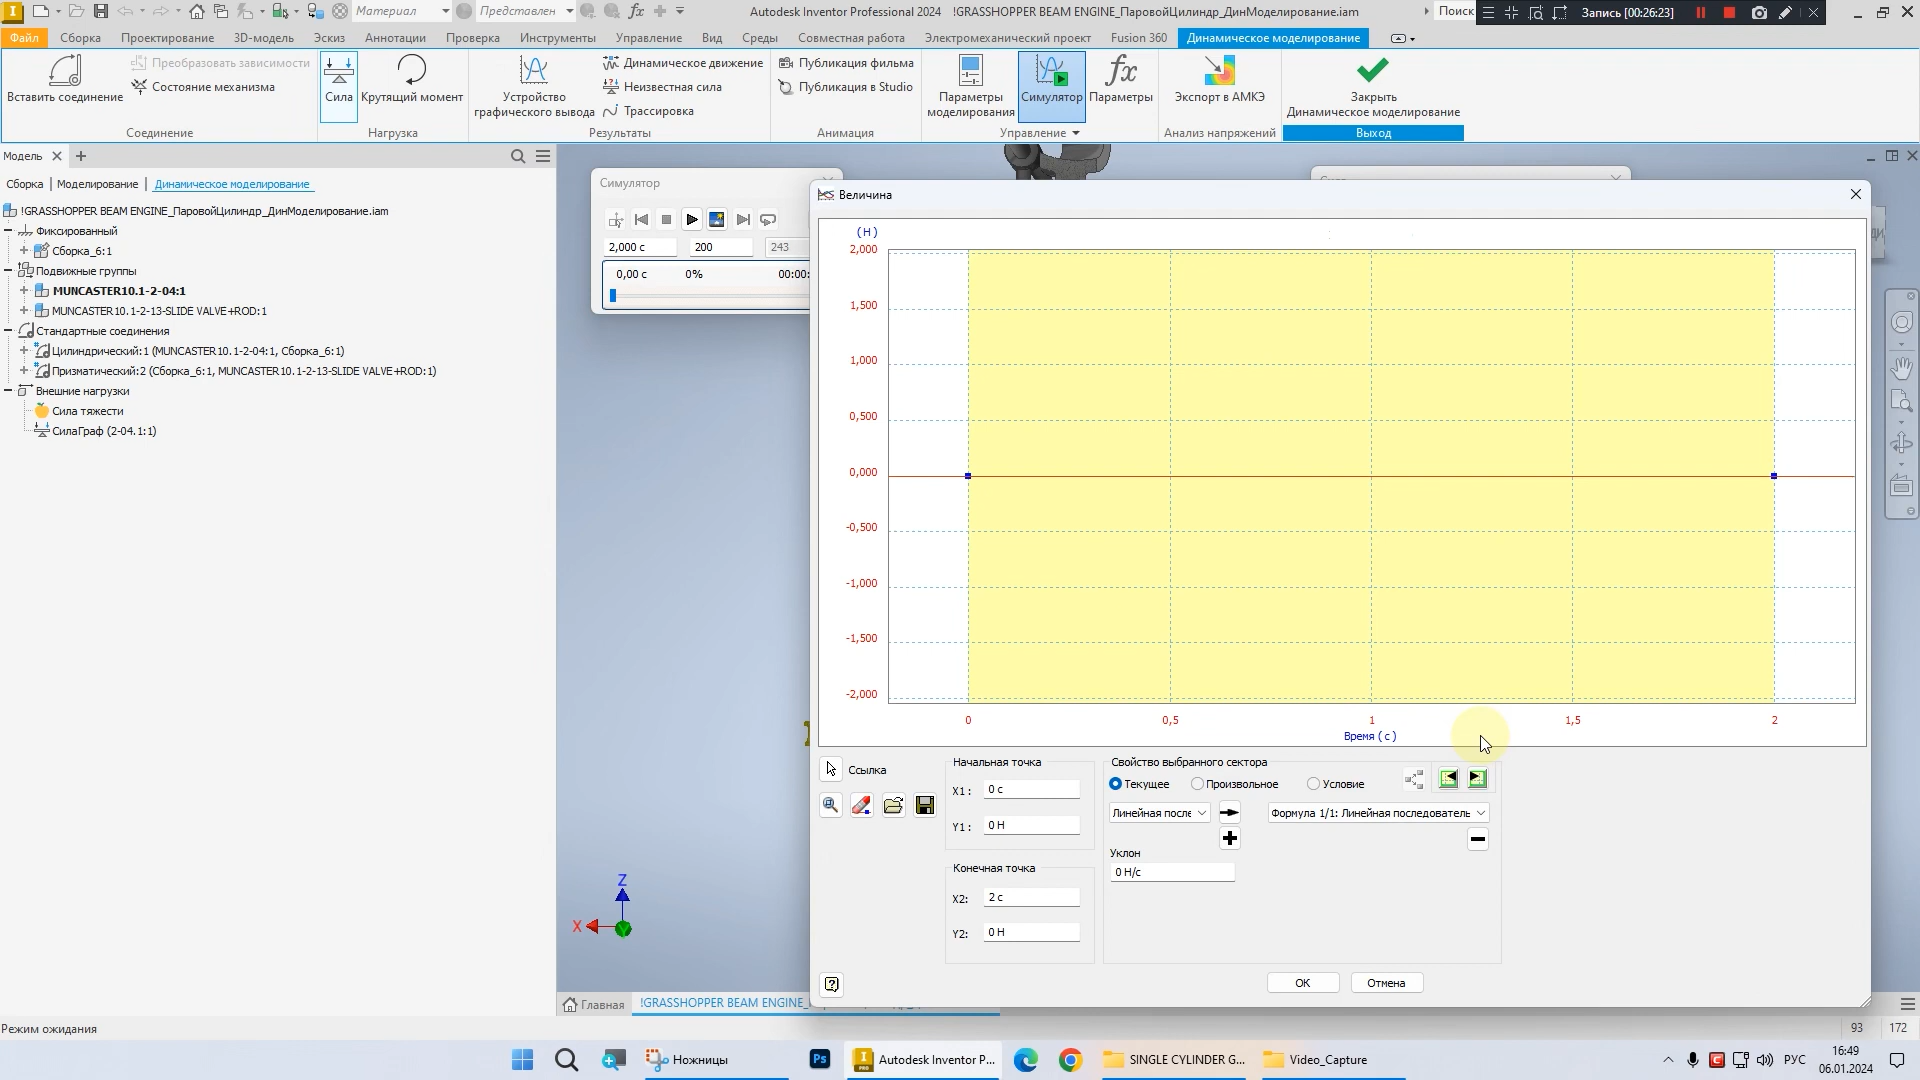 Материал
Представлен
Autodesk Inventor Professional 2024
!GRASSHOPPER BEAM ENGINE_ПаровойЦилиндр_ДинМоделирование.iam
Поиск
Запись [00:26:23]
Файл
Сборка
Проектирование
3D-модель
Эскиз
Аннотации
Проверка
Инструменты
Управление
Вид
Среды
Совместная работа
Электромеханический проект
Fusion 360
Динамическое моделирование
Вставить соединение
Преобразовать зависимости
Состояние механизма
Соединение
Сила
Крутящий момент
Нагрузка
Устройство
графического вывода
Динамическое движение
Неизвестная сила
Трассировка
Результаты
Публикация фильма
Публикация в Studio
Анимация
Параметры
моделирования
Симулятор
Параметры
Управление
Экспорт в АМКЭ
Анализ напряжений
Закрыть
Динамическое моделирование
Выход
Модель
Сборка
Моделирование
Динамическое моделирование
!GRASSHOPPER BEAM ENGINE_ПаровойЦилиндр_ДинМоделирование.iam
Фиксированный
Сборка_6:1
Подвижные группы
MUNCASTER10.1-2-04:1
MUNCASTER10.1-2-13-SLIDE VALVE+ROD:1
Стандартные соединения
Цилиндрический:1 (MUNCASTER10.1-2-04:1, Сборка_6:1)
Призматический:2 (Сборка_6:1, MUNCASTER10.1-2-13-SLIDE VALVE+ROD:1)
Внешние нагрузки
Сила тяжести
СилаГраф (2-04.1:1)
Симулятор
2,000 с
200
243
0,00 с
0%
00:00:
Величина
(Н)
2,000
1,500
1,000
0,500
0,000
-0,500
-1,000
-1,500
-2,000
0
0,5
1
1,5
2
Время (с)
Ссылка
Начальная точка
X1:
0 с
Y1:
0 Н
Конечная точка
X2:
2 с
Y2:
0 Н
Свойство выбранного сектора
Текущее
Произвольное
Условие
Линейная после
Формула 1/1: Линейная последователь
Уклон
0 Н/с
OK
Отмена
Z
X
Главная
!GRASSHOPPER BEAM ENGINE_
Режим ожидания
93
172
Ножницы
Ps
Autodesk Inventor P...
SINGLE CYLINDER G...
Video_Capture
РУС
16:49
06.01.2024